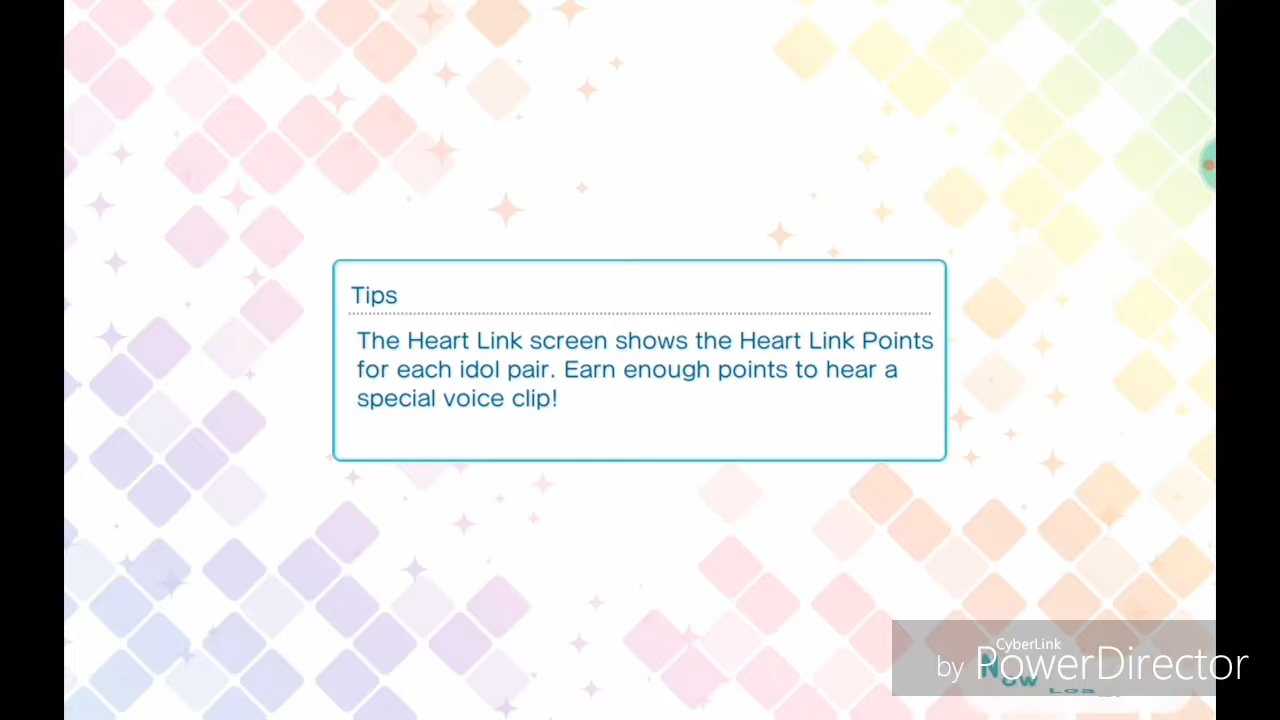 Tips
The Heart Link screen shows the Heart Link Points
for each idol pair. Earn enough points to hear a
special voice clip!
CyberLink
by PowerDirector
Now